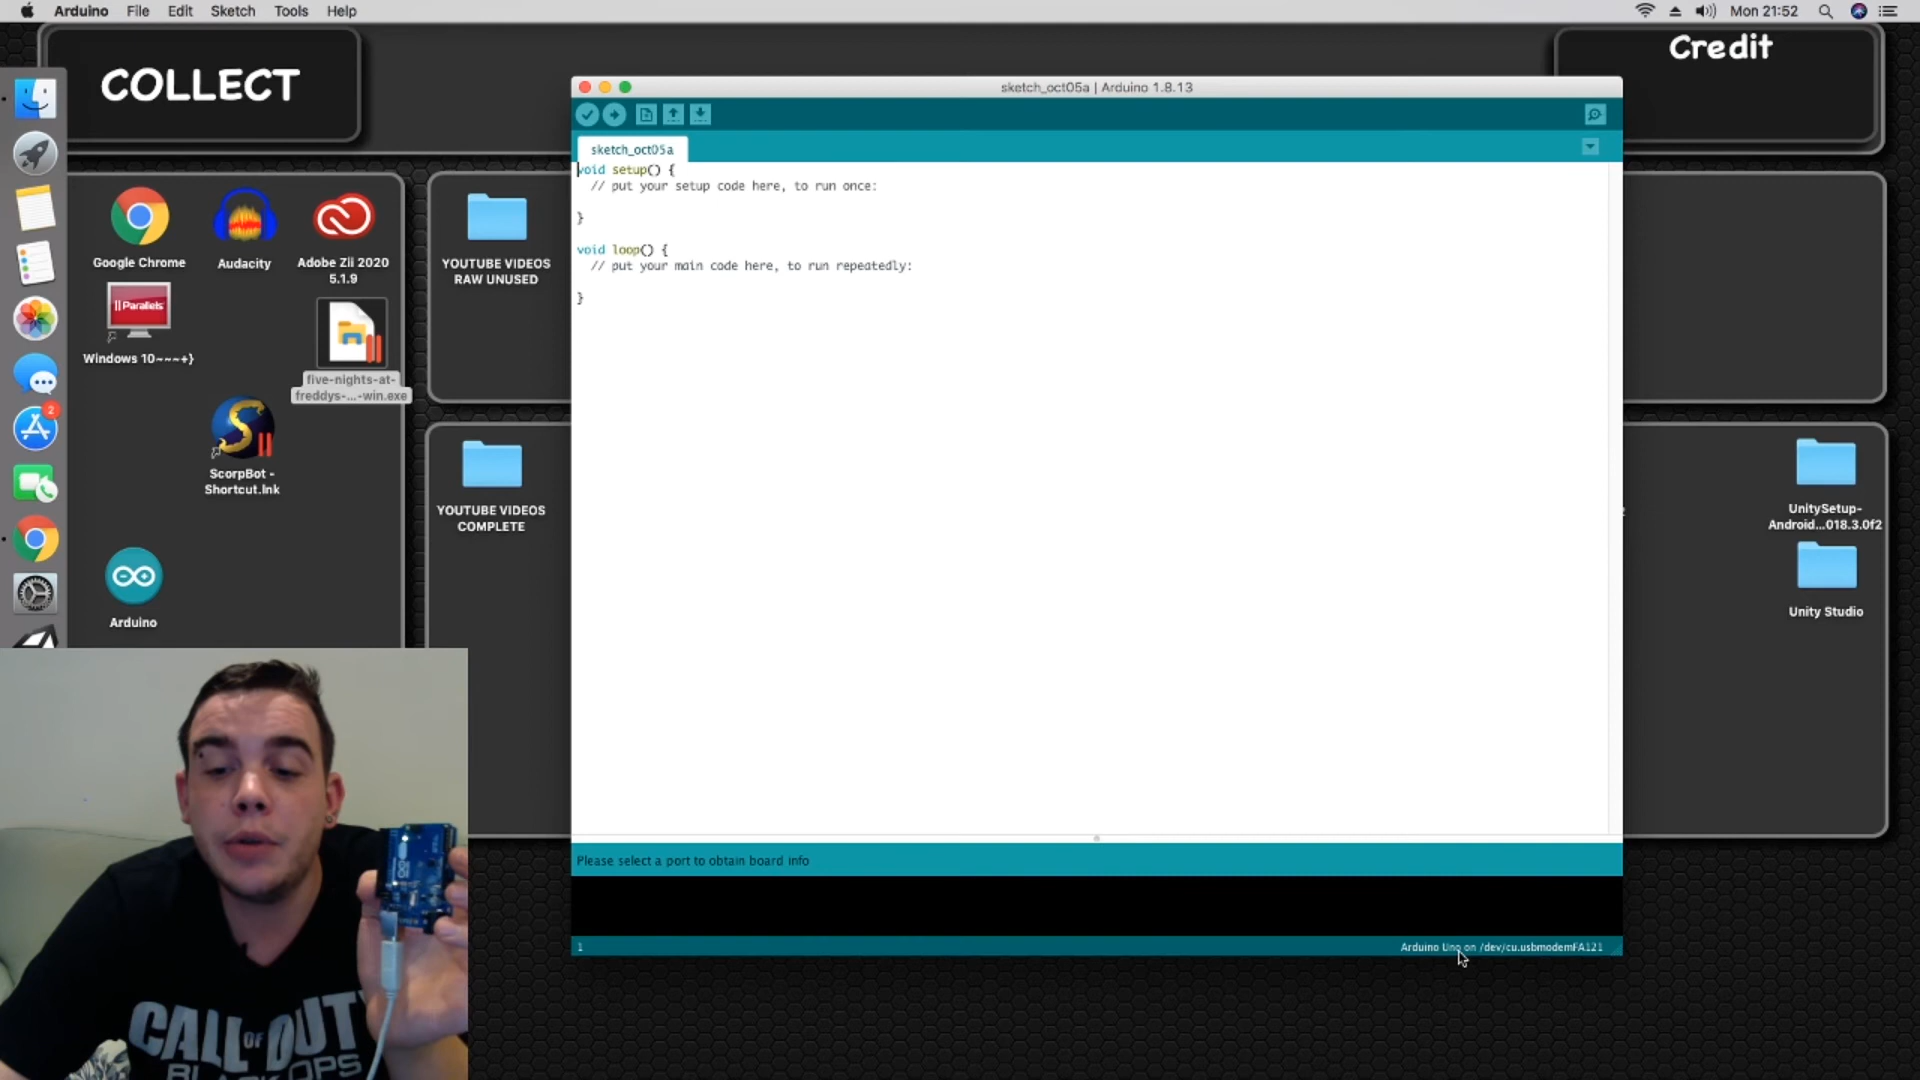 Arduino File Edit Sketch Tools Help
Mon 21:52
COLLECT
Credit
sketch_oct05a | Arduino 1.8.13
sketch_oct05a
void setup() {
  // put your setup code here, to run once:
}
void loop() {
  // put your main code here, to run repeatedly:
}
Google Chrome
Audacity
Adobe Zii 2020
5.1.9
Parallels
Windows 10~~~+}
five-nights-at-
freddys-...-win.exe
2
ScorpBot -
Shortcut.lnk
Arduino
YOUTUBE VIDEOS
RAW UNUSED
YOUTUBE VIDEOS
COMPLETE
UnitySetup-
Android...018.3.0f2
Unity Studio
Please select a port to obtain board info
1
Arduino Uno on /dev/cu.usbmodemFA121
CALL OF DUTY
BLACK OPS